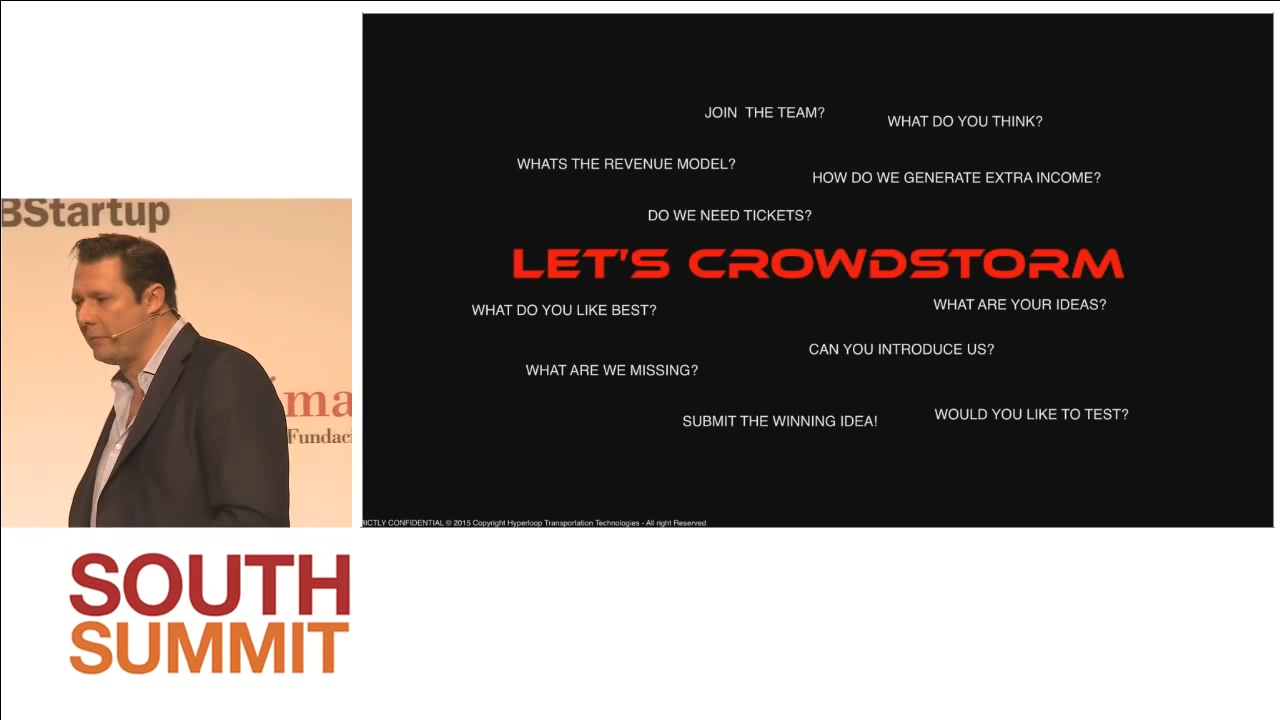 BStartup
ma
Fundaci
SOUTH
SUMMIT
JOIN THE TEAM?
WHAT DO YOU THINK?
WHATS THE REVENUE MODEL?
HOW DO WE GENERATE EXTRA INCOME?
DO WE NEED TICKETS?
LET'S CROWDSTORM
WHAT DO YOU LIKE BEST?
WHAT ARE YOUR IDEAS?
CAN YOU INTRODUCE US?
WHAT ARE WE MISSING?
WOULD YOU LIKE TO TEST?
SUBMIT THE WINNING IDEA!
RICTLY CONFIDENTIAL © 2015 Copyright Hyperloop Transportation Technologies - All right Reserved